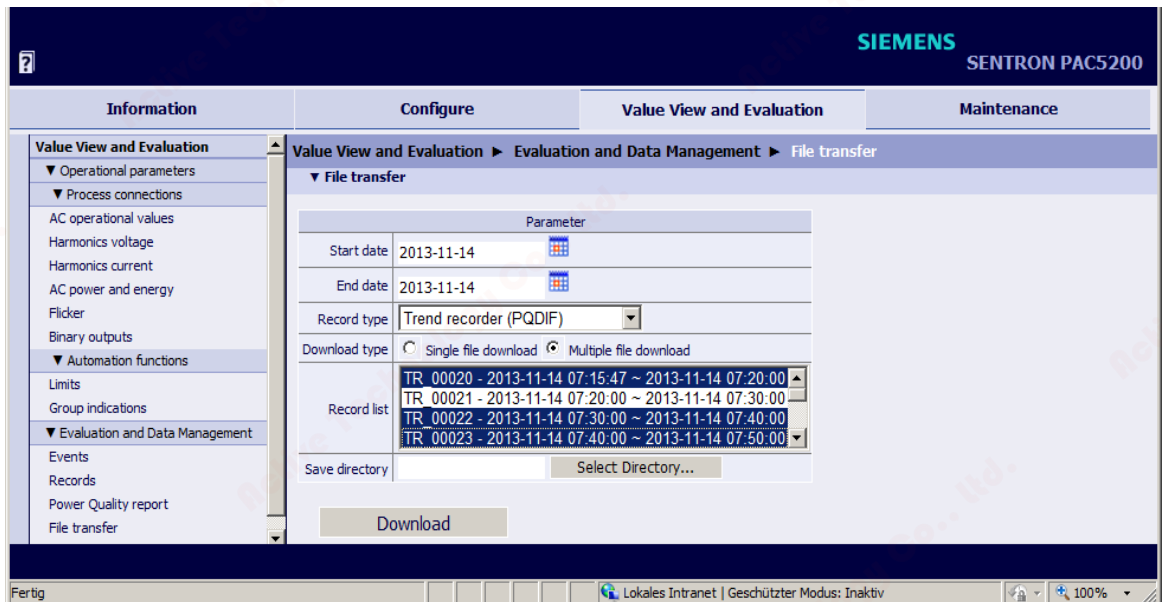 SIEMENS
SENTRON PAC5200
Information
Configure
Value View and Evaluation
Maintenance
Value View and Evaluation
▼ Operational parameters
▼ Process connections
AC operational values
Harmonics voltage
Harmonics current
AC power and energy
Flicker
Binary outputs
▼ Automation functions
Limits
Group indications
▼ Evaluation and Data Management
Events
Records
Power Quality report
File transfer
Value View and Evaluation ► Evaluation and Data Management ► File transfer
▼ File transfer
Parameter
Start date 2013-11-14
End date 2013-11-14
Record type Trend recorder (PQDIF)
Download type Single file download Multiple file download
Record list
TR_00020 - 2013-11-14 07:15:47 ~ 2013-11-14 07:20:00
TR_00021 - 2013-11-14 07:20:00 ~ 2013-11-14 07:30:00
TR_00022 - 2013-11-14 07:30:00 ~ 2013-11-14 07:40:00
TR_00023 - 2013-11-14 07:40:00 ~ 2013-11-14 07:50:00
Save directory Select Directory...
Download
Fertig
Lokales Intranet | Geschützter Modus: Inaktiv
100%